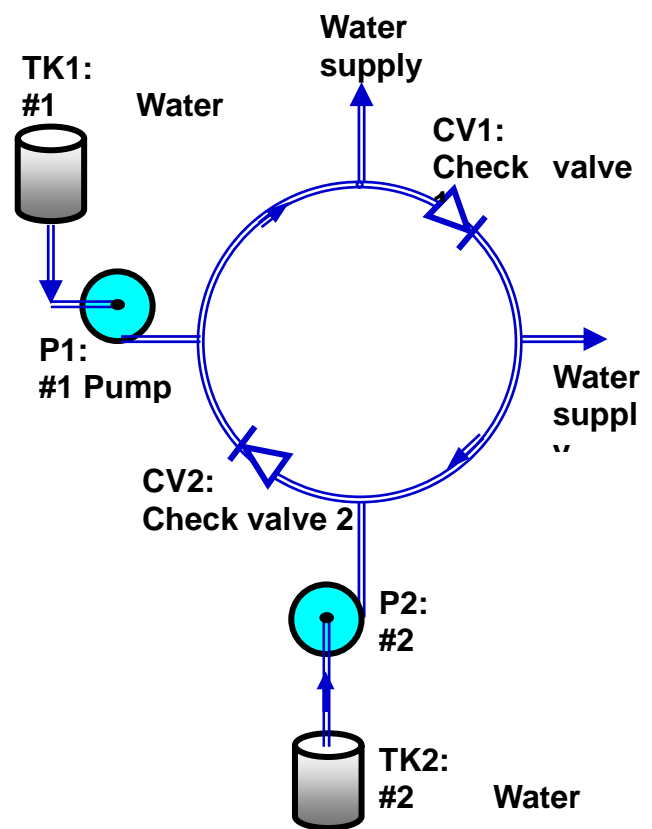 Water
supply
TK1:
#1 Water
CV1:
Check valve
P1:
#1 Pump
Water
suppl
CV2:
Check valve 2
P2:
#2
TK2:
#2 Water